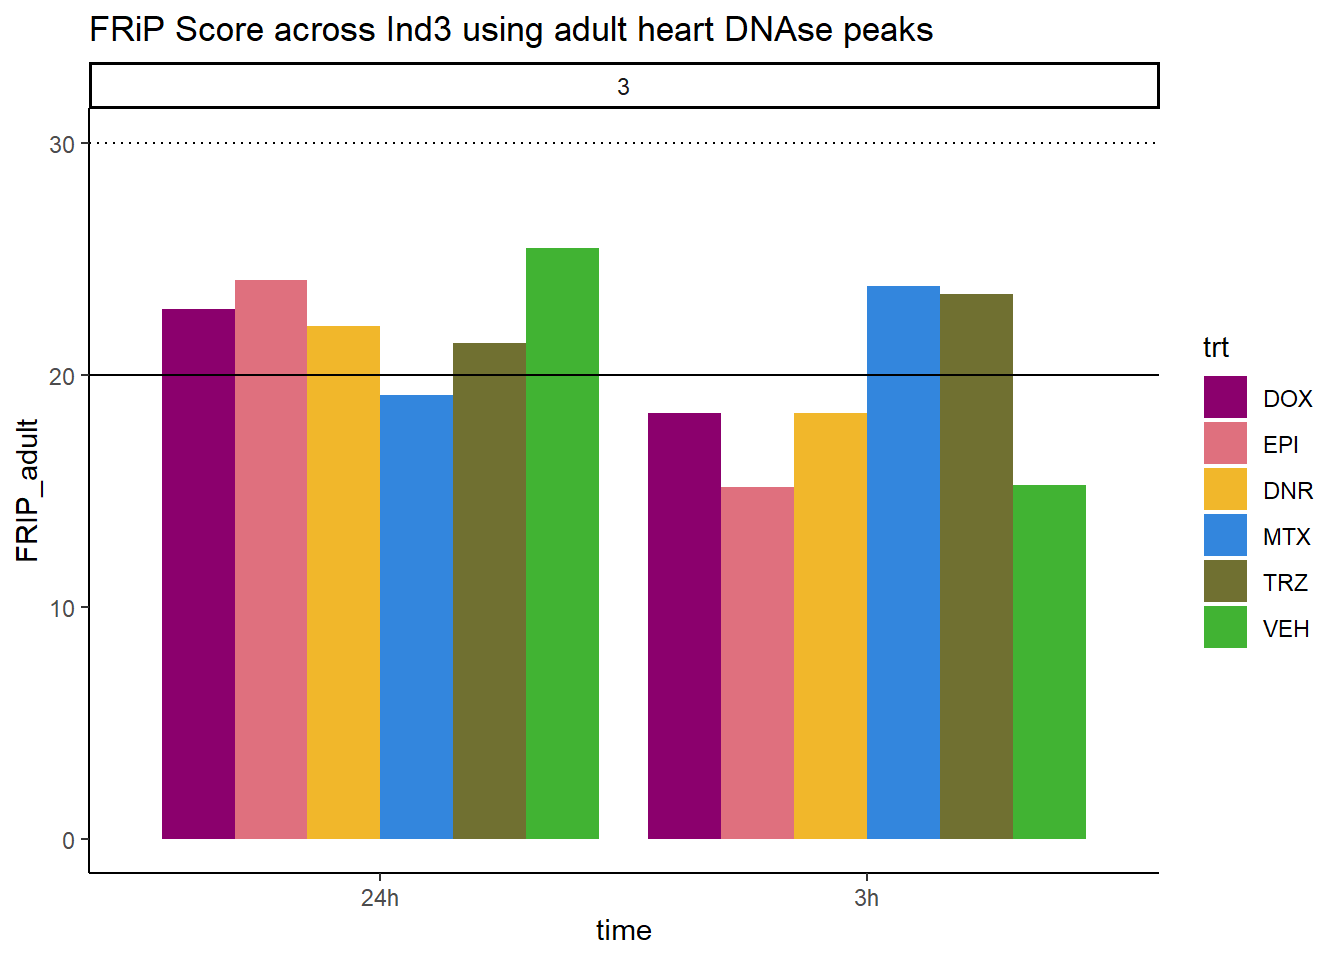 FRiP Score across Ind3 using adult heart DNAse peaks
3
30
20
10
0
FRIP_adult
24h
3h
time
trt
DOX
EPI
DNR
MTX
TRZ
VEH